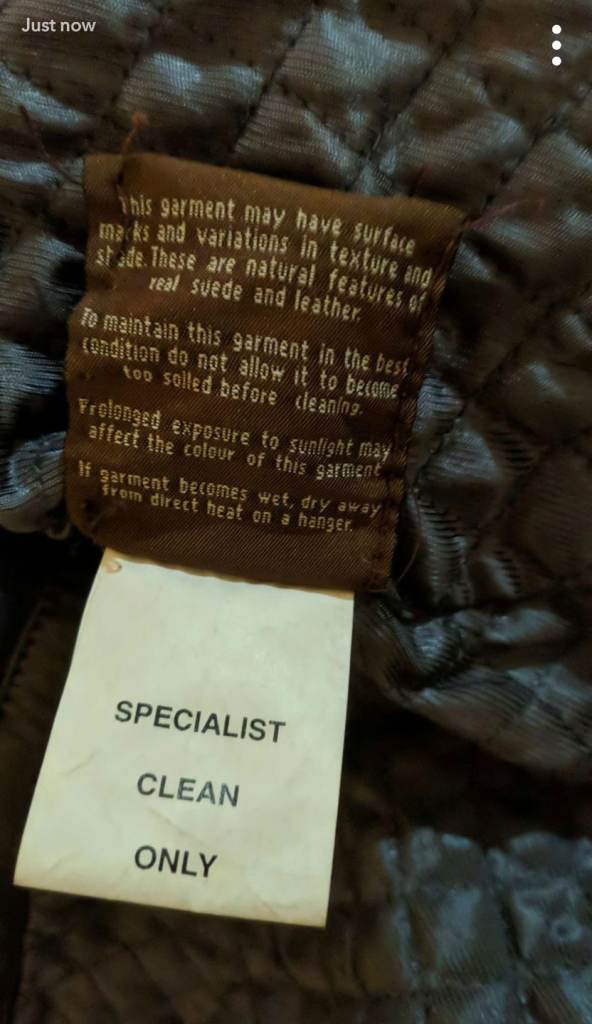 Just now
This garment may have surface
marks and variations in texture and
shade. These are natural features of
real suede and leather.
To maintain this garment in the best
condition do not allow it to become
too soiled before cleaning.
Prolonged exposure to sunlight may
affect the colour of this garment
If garment becomes wet, dry away
from direct heat on a hanger.
SPECIALIST
CLEAN
ONLY